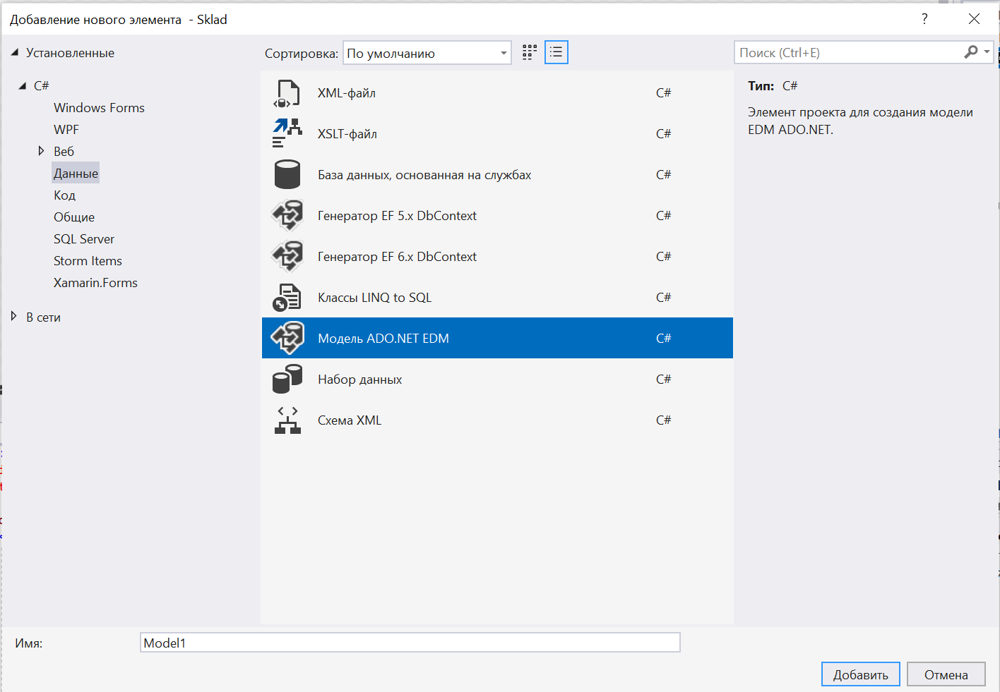 Добавление нового элемента - Sklad
?
Установленные
C#
Windows Forms
WPF
Веб
Данные
Код
Общие
SQL Server
Storm Items
Xamarin.Forms
В сети
Сортировка: По умолчанию
XML-файл C#
XSLT-файл C#
База данных, основанная на службах C#
Генератор EF 5.x DbContext C#
Генератор EF 6.x DbContext C#
Классы LINQ to SQL C#
Модель ADO.NET EDM C#
Набор данных C#
Схема XML C#
Поиск (Ctrl+E)
Тип: C#
Элемент проекта для создания модели
EDM ADO.NET.
Имя: Model1
Добавить Отмена